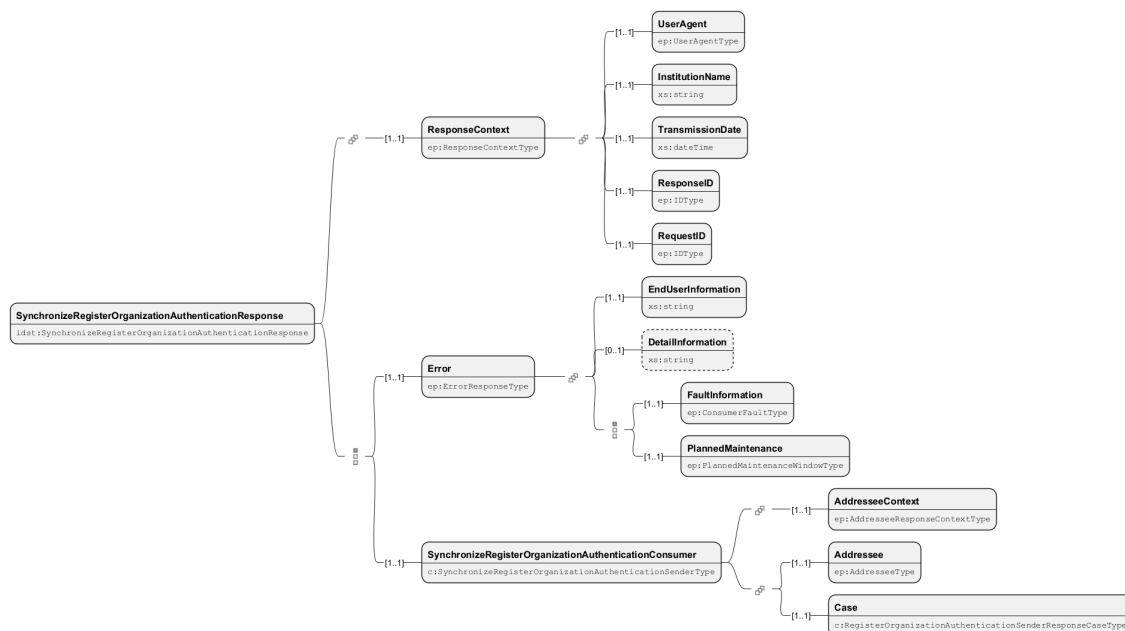 UserAgent
[1..1]
ep:UserAgentType
InstitutionName
[1..1]
xs:string
TransmissionDate
[1..1]
xs:dateTime
ResponseContext
[1..1]
ep:ResponseContextType
ResponseID
[1..1]
ep:IDType
RequestID
[1..1]
ep:IDType
SynchronizeRegisterOrganizationAuthenticationResponse
idst:SynchronizeRegisterOrganizationAuthenticationResponse
EndUserInformation
[1..1]
xs:string
DetailInformation
[0..1]
xs:string
Error
[1..1]
ep:ErrorResponseType
FaultInformation
[1..1]
ep:ConsumerFaultType
PlannedMaintenance
[1..1]
ep:PlannedMaintenanceWindowType
AddresseeContext
[1..1]
ep:AddresseeResponseContextType
SynchronizeRegisterOrganizationAuthenticationConsumer
[1..1]
c:SynchronizeRegisterOrganizationAuthenticationSenderType
Addressee
[1..1]
ep:AddresseeType
Case
[1..1]
c:RegisterOrganizationAuthenticationSenderResponseCaseType